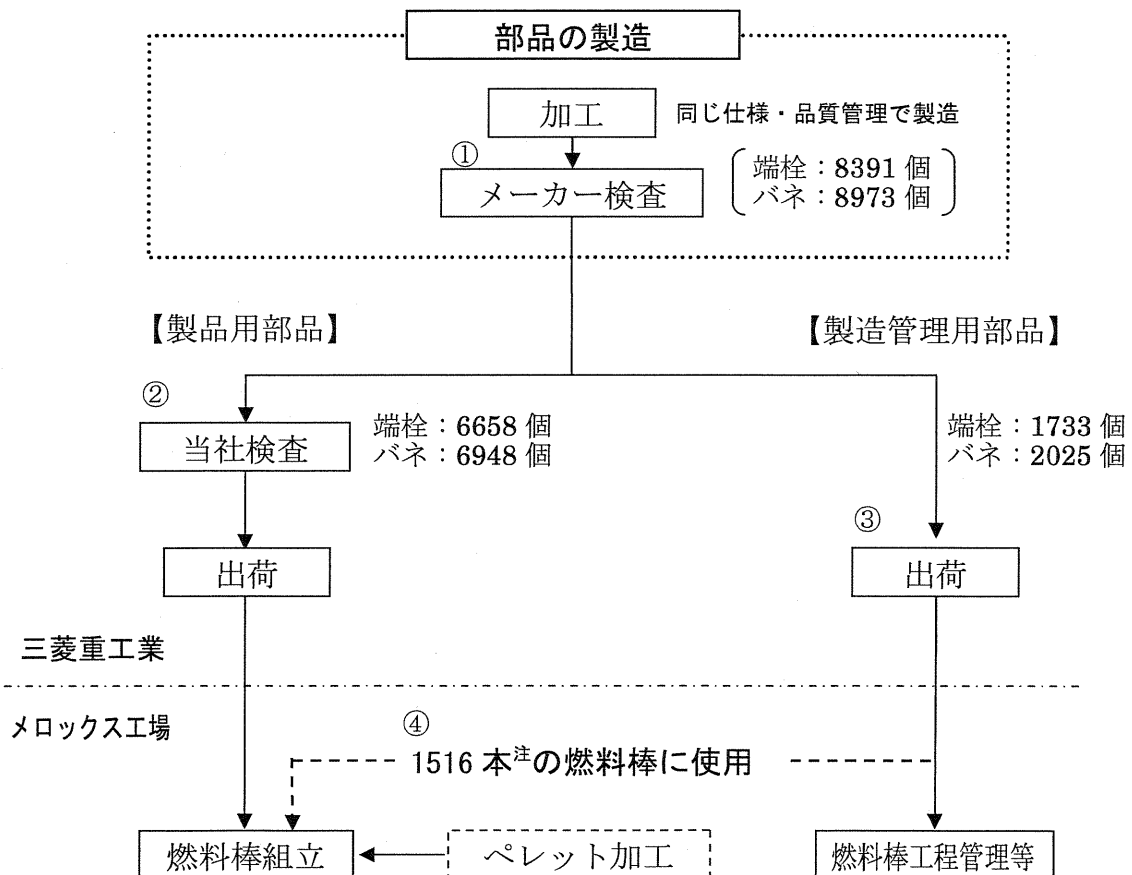 部品の製造
加工
同じ仕様・品質管理で製造
①
メーカー検査
端栓：8391 個
バネ：8973 個
【製品用部品】
【製造管理用部品】
②
当社検査
端栓：6658 個
バネ：6948 個
端栓：1733 個
バネ：2025 個
③
出荷
出荷
三菱重工業
メロックス工場
④
1516 本注の燃料棒に使用
燃料棒組立
ペレット加工
燃料棒工程管理等